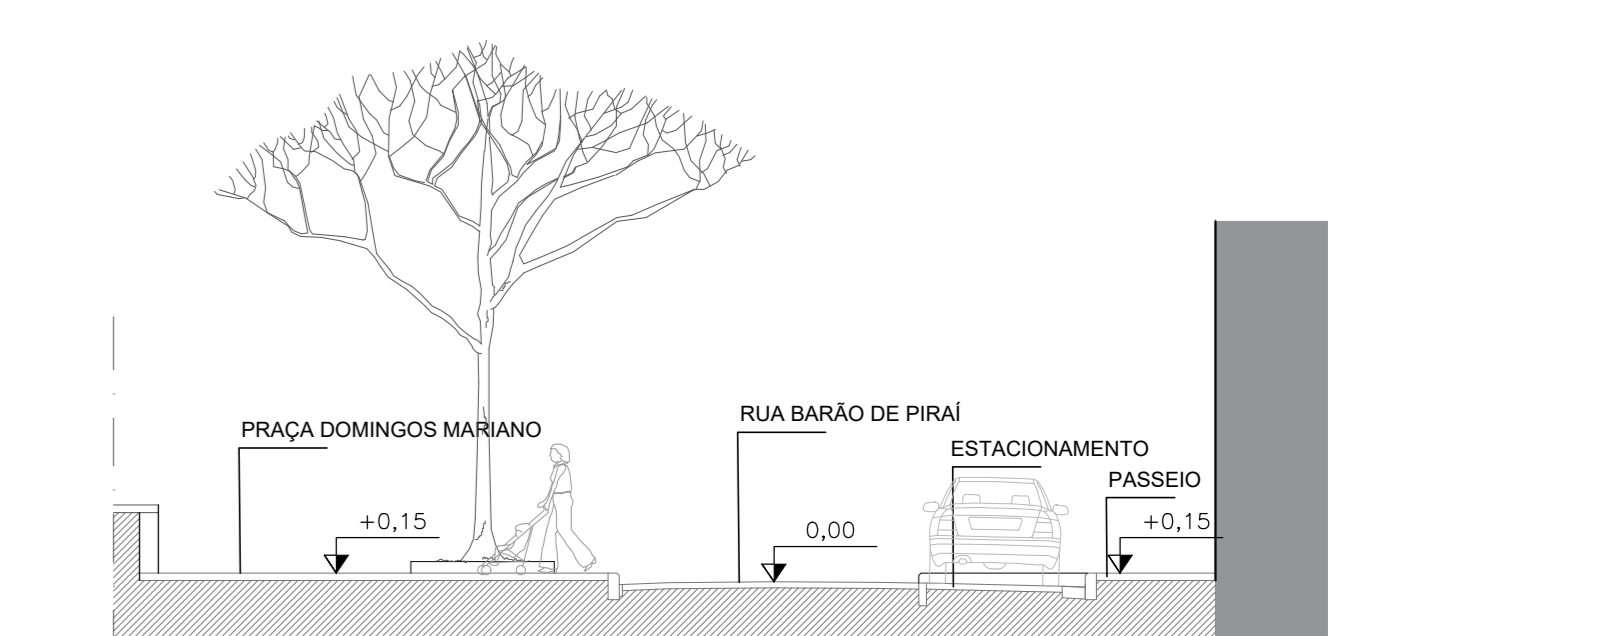 RUA BARÃO DE PIRAÍ
PRAÇA DOMINGOS MARIANO
ESTACIONAMENTO
PASSEIO
+0,15
0,00
+0,15